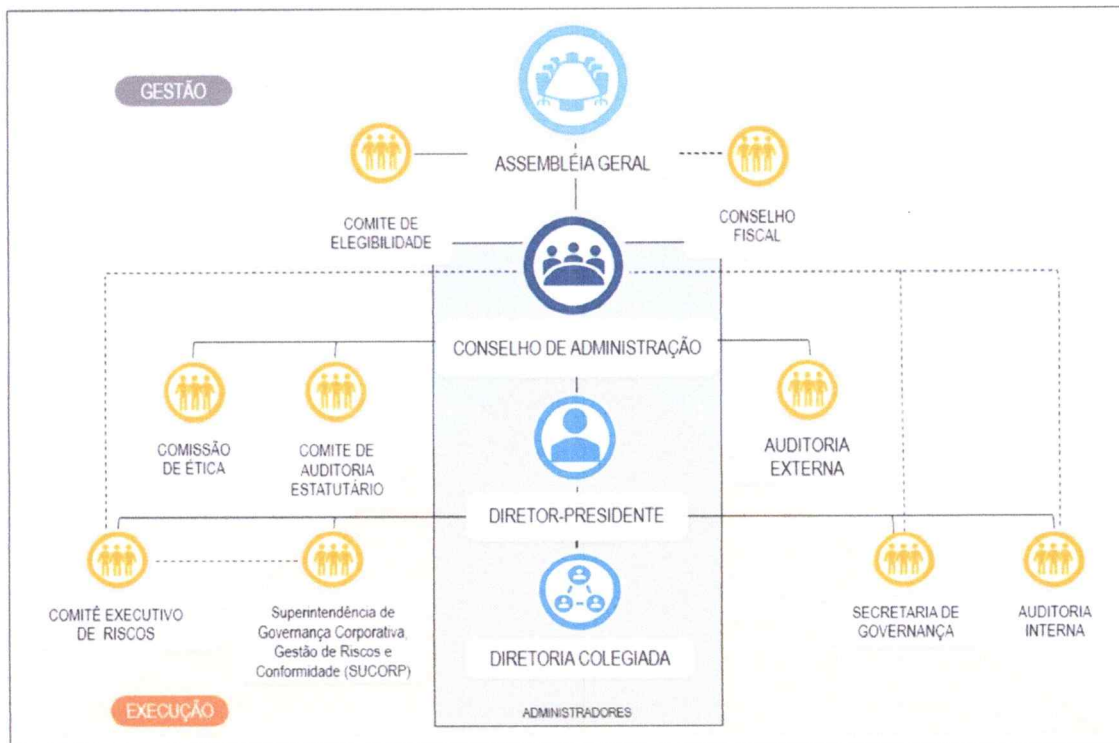 GESTÃO
ASSEMBLÉIA GERAL
COMITE DE
ELEGIBILIDADE
CONSELHO
FISCAL
CONSELHO DE ADMINISTRAÇÃO
COMISSÃO
DE ÉTICA
COMITE DE
AUDITORIA
ESTATUTÁRIO
AUDITORIA
EXTERNA
DIRETOR-PRESIDENTE
COMITÊ EXECUTIVO
DE RISCOS
Superintendência de
Governança Corporativa,
Gestão de Riscos e
Conformidade (SUCORP)
DIRETORIA COLEGIADA
SECRETARIA DE
GOVERNANÇA
AUDITORIA
INTERNA
EXECUÇÃO
ADMINISTRADORES